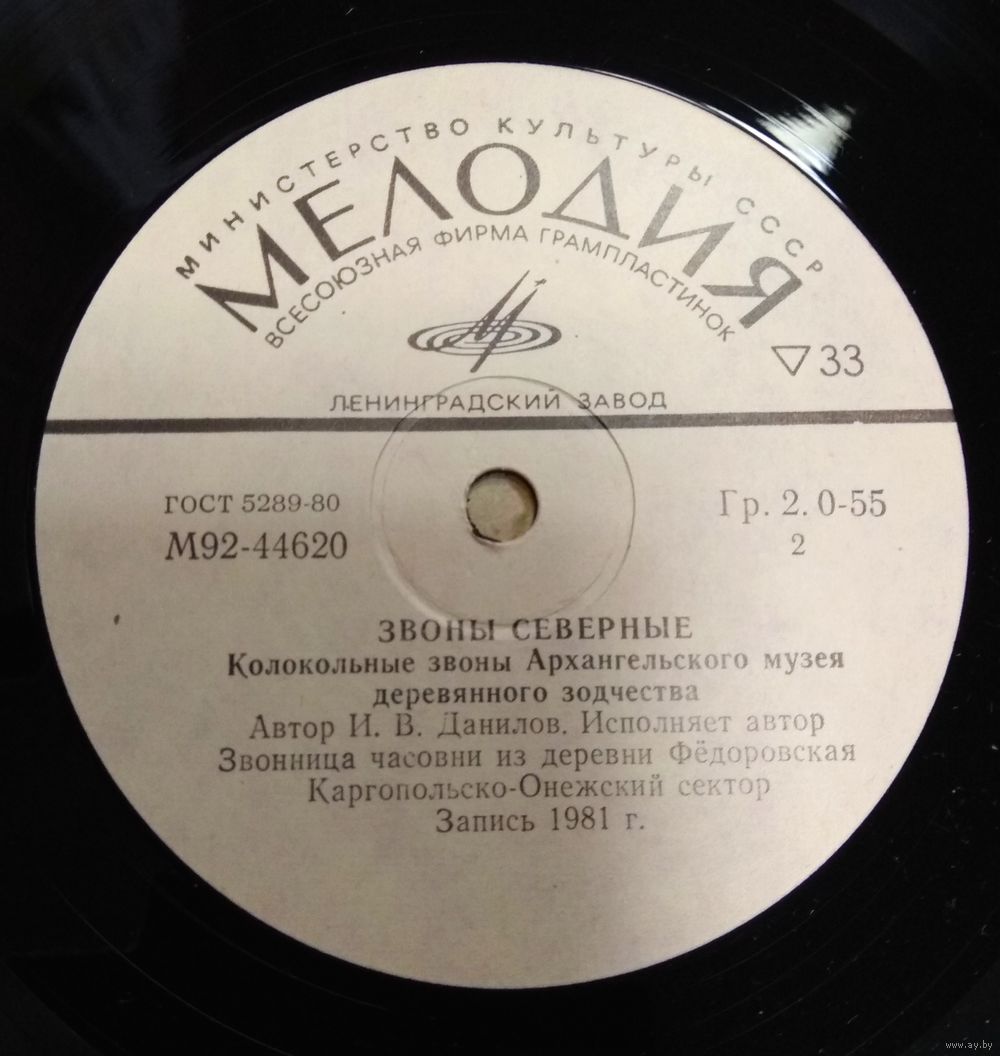 МИНИСТЕРСТВО КУЛЬТУРЫ СССР
МЕЛОДИЯ
ВСЕСОЮЗНАЯ ФИРМА ГРАМПЛАСТИНОК
▽33
ЛЕНИНГРАДСКИЙ ЗАВОД
ГОСТ 5289-80
Гр. 2. 0-55
М92-44620
2
ЗВОНЫ СЕВЕРНЫЕ
Колокольные звоны Архангельского музея
деревянного зодчества
Автор И. В. Данилов. Исполняет автор
Звонница часовни из деревни Фёдоровская
Каргопольско-Онежский сектор
Запись 1981 г.
www.ay.by